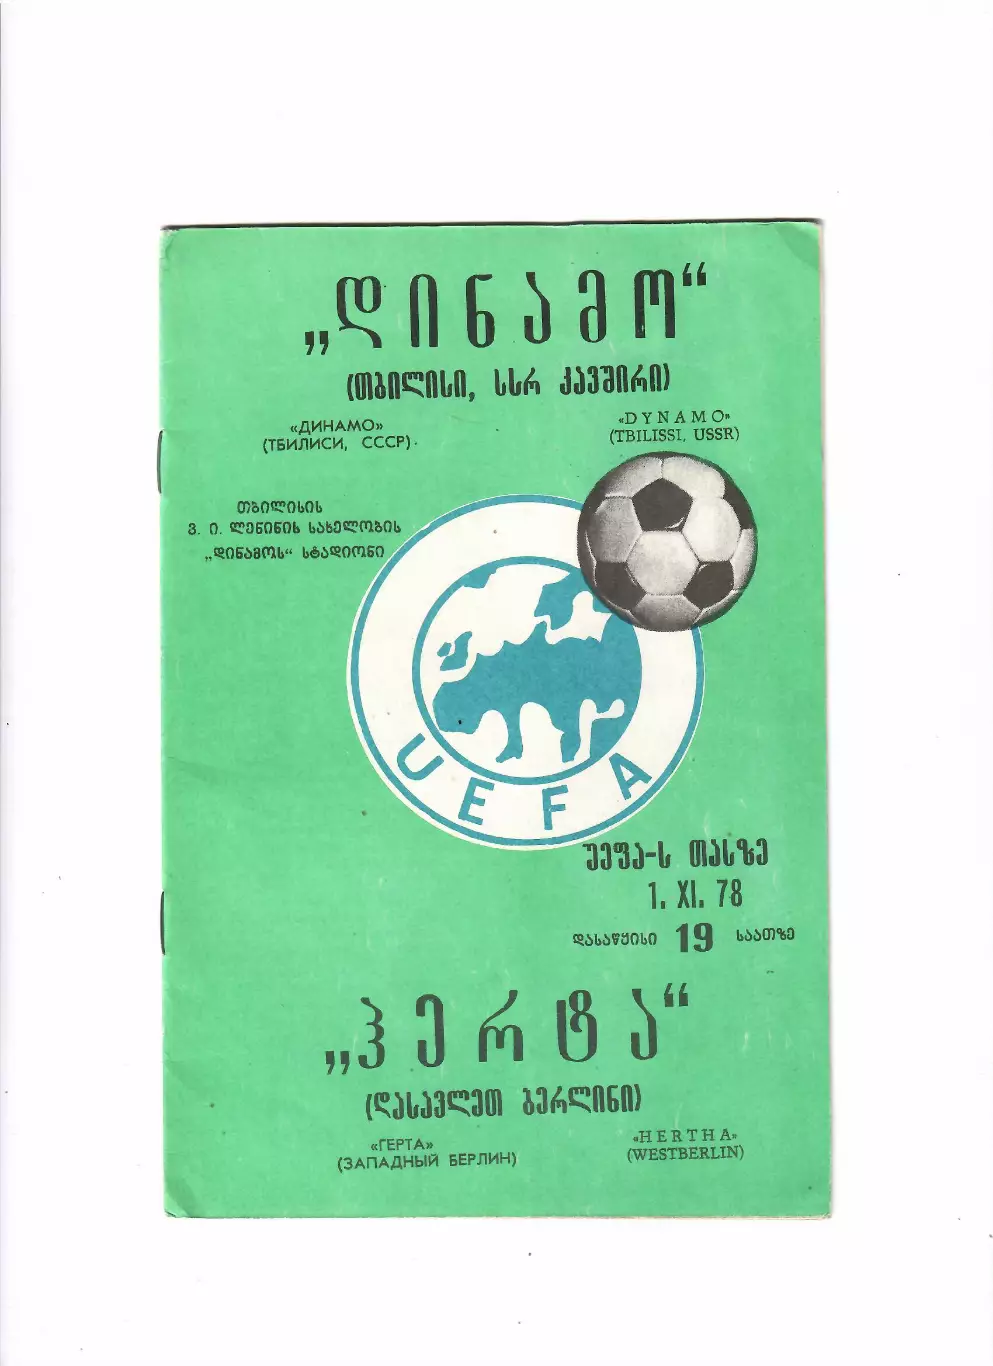 „დინამო“
(თბილისი, სსრ კავშირი)
«ДИНАМО»
(ТБИЛИСИ, СССР).
«DYNAMO»
(TBILISSI, USSR)
თბილისის
ვ. ი. ლენინის სახელობის
„დინამოს“ სტადიონი
UEFA
უეფა-ს თასზე
1. XI. 78
დასაწყისი 19 საათზე
„ჰერტა“
(დასავლეთ ბერლინი)
«ГЕРТА»
(ЗАПАДНЫЙ БЕРЛИН)
«HERTHA»
(WESTBERLIN)